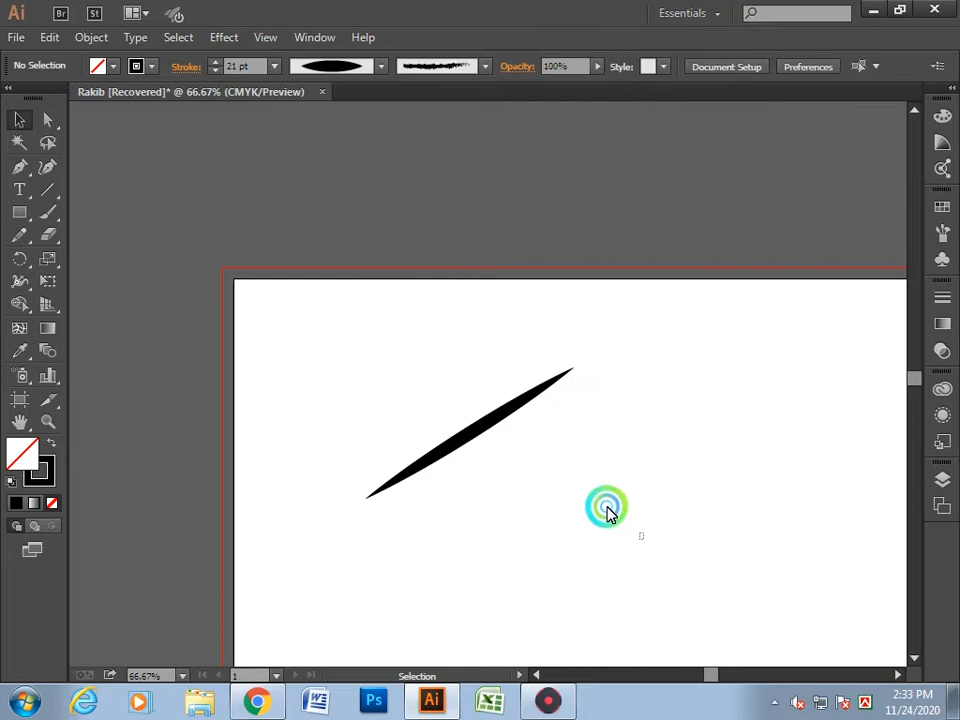 Ai Br St Essentials
File Edit Object Type Select Effect View Window Help
No Selection Stroke: 21 pt Opacity: 100% Style: Document Setup Preferences
Rakib [Recovered]* @ 66.67% (CMYK/Preview) ×
T
66.67% 1 Selection
W Ps Ai X 2:33 PM
11/24/2020